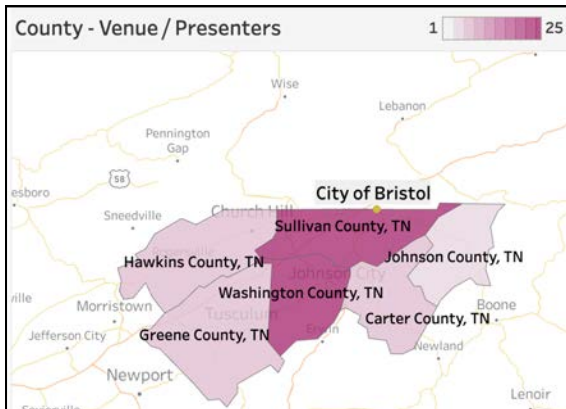 County - Venue / Presenters
1 25
Wise
Lebanon
Pennington
Gap
58
esboro
City of Bristol
Sneedville
Church Hill
Sullivan County, TN
Hawkins County, TN
Johnson County, TN
Johnson City
Washington County, TN
ville
Morristown
Tusculum
Boone
Carter County, TN
Greene County, TN
Erwin
Jefferson City
Newland
Newport
Lenoir